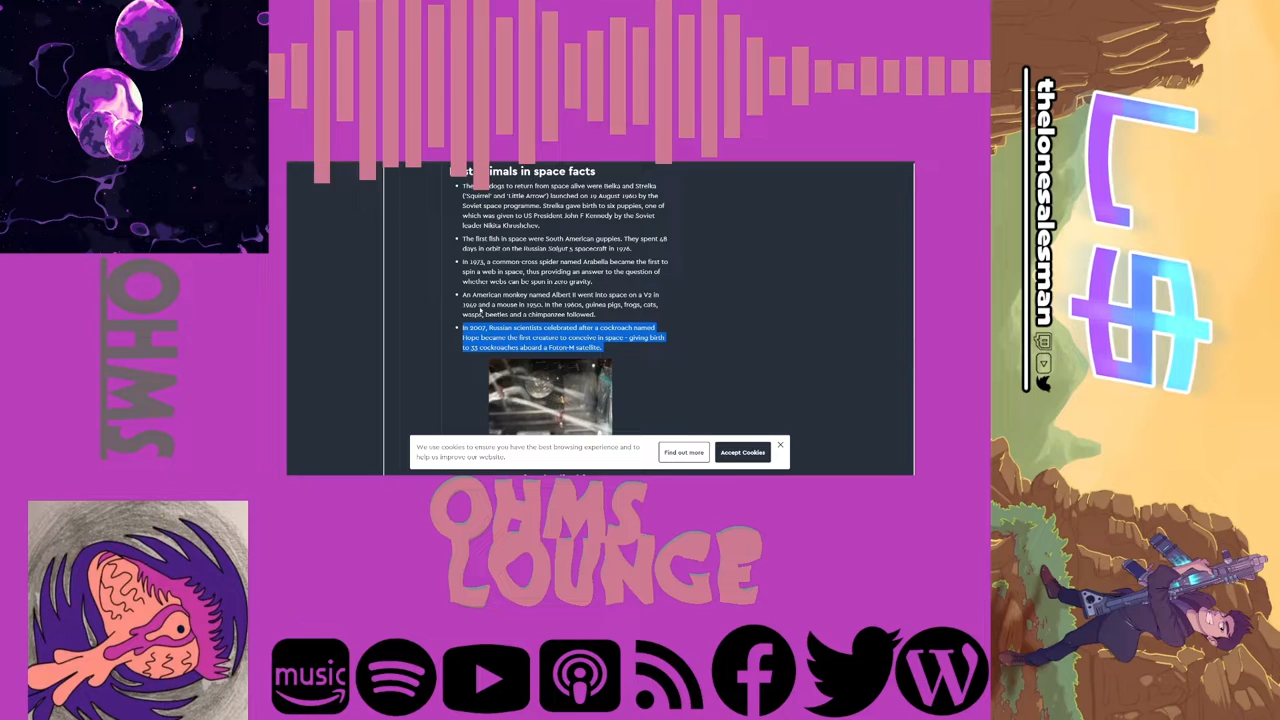 st
imals in space facts
The
dogs to return from space alive were Belka and Strelka
('Squirrel' and 'Little Arrow') launched on 19 August 1960 by the
Soviet space programme. Strelka gave birth to six puppies, one of
which was given to US President John F Kennedy by the Soviet
leader Nikita Khrushchev.
The first fish in space were South American guppies. They spent 48
days in orbit on the Russian Salyut 5 spacecraft in 1976.
In 1973, a common cross spider named Arabella became the first to
spin a web in space, thus providing an answer to the question of
whether webs can be spun in zero gravity.
An American monkey named Albert II went into space on a V2 in
1949 and a mouse in 1950. In the 1960s, guinea pigs, frogs, cats,
wasps, beetles and a chimpanzee followed.
In 2007, Russian scientists celebrated after a cockroach named
Hope became the first creature to conceive in space - giving birth
to 33 cockroaches aboard a Foton-M satellite.
We use cookies to ensure you have the best browsing experience and to
help us improve our website.
Find out more
Accept Cookies
OHMS
LOUNGE
SWHO
thelonesalesman
L$
music